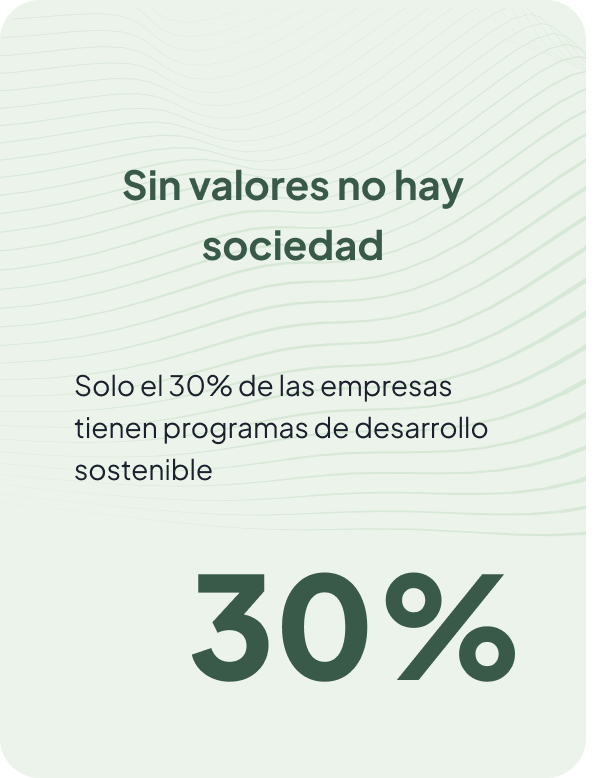 Sin valores no hay
sociedad
Solo el 30% de las empresas
tienen programas de desarrollo
sostenible
30%